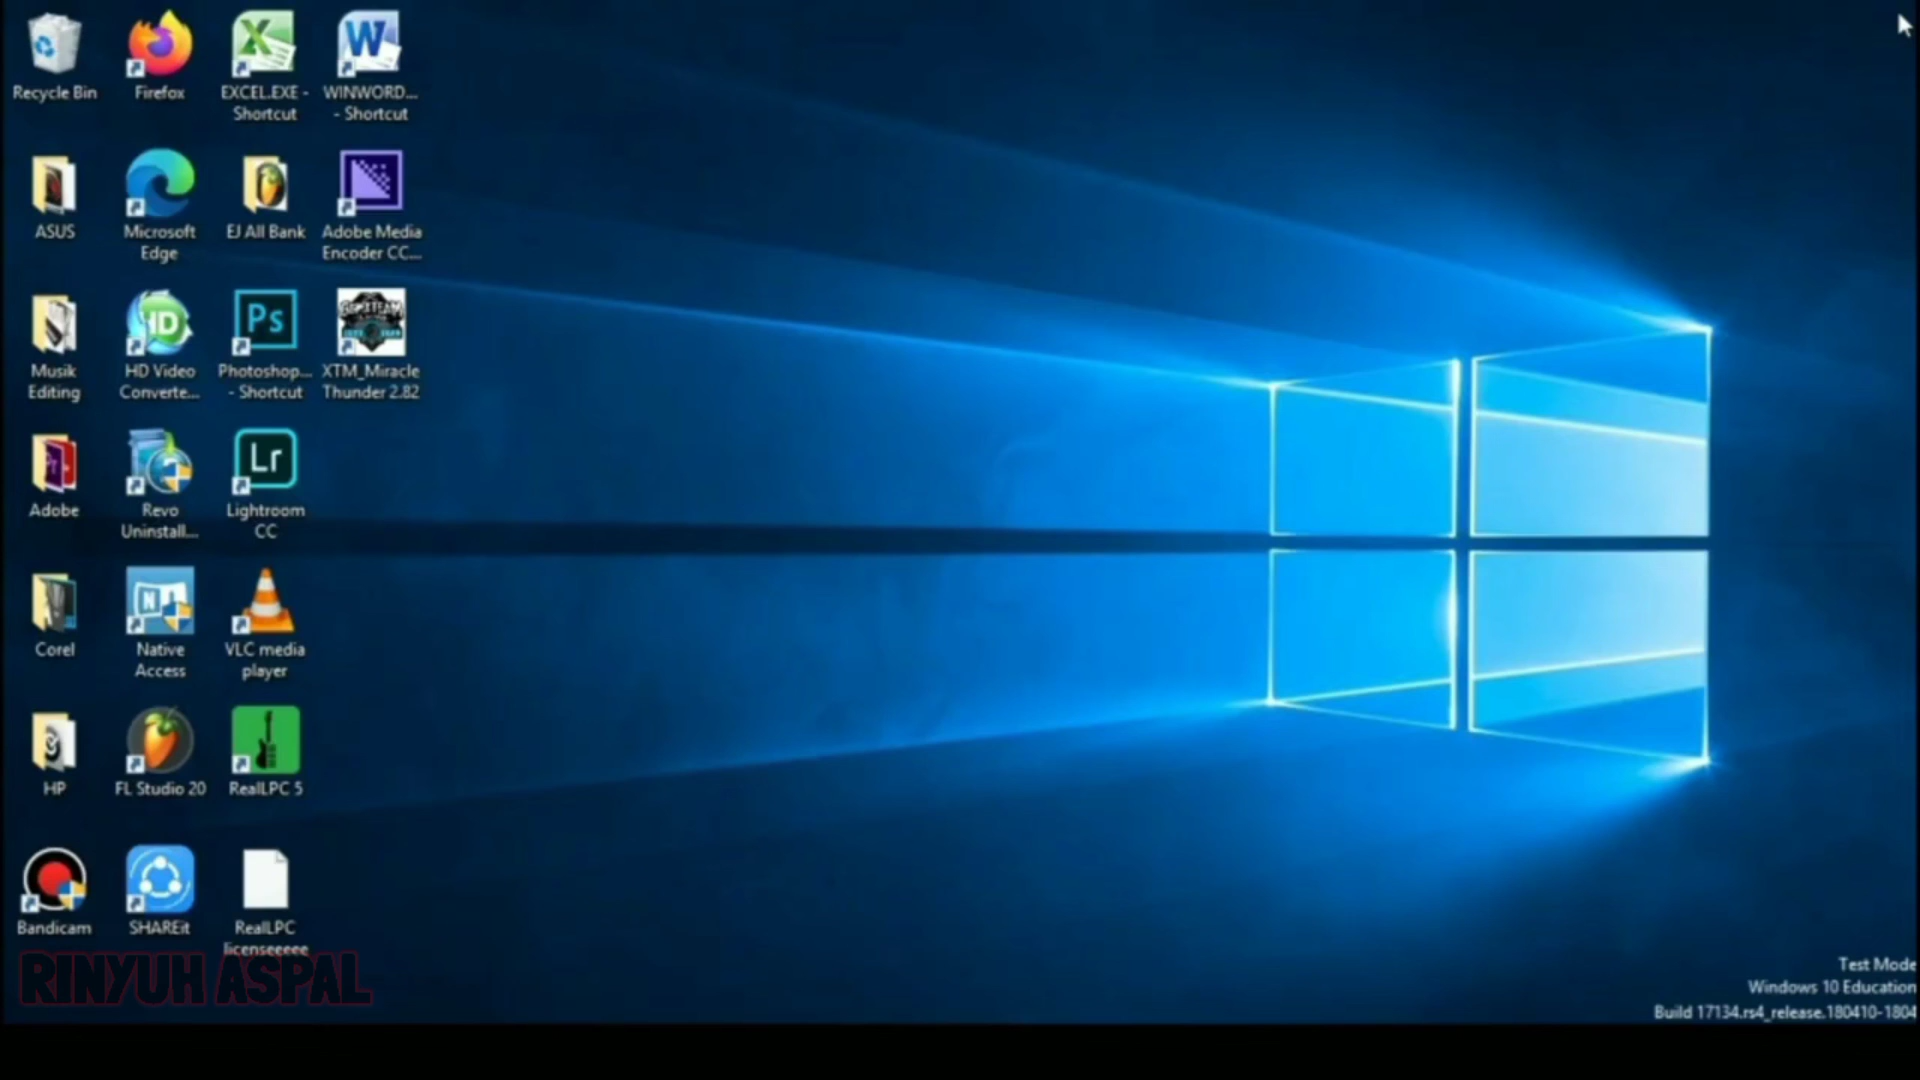 Recycle Bin
Firefox
EXCEL.EXE -
Shortcut
WINWORD...
- Shortcut
ASUS
Microsoft
Edge
EJ All Bank
Adobe Media
Encoder CC...
Musik
Editing
HD
HD Video
Converte...
Ps
Photoshop...
- Shortcut
XTM_Miracle
Thunder 2.82
Adobe
Revo
Uninstall...
Lr
Lightroom
CC
Corel
Native
Access
VLC media
player
HP
FL Studio 20
RealLPC 5
Bandicam
SHAREit
RealLPC
licenseeeee
RINYUH ASPAL
Test Mode
Windows 10 Education
Build 17134.rs4_release.180410-1804